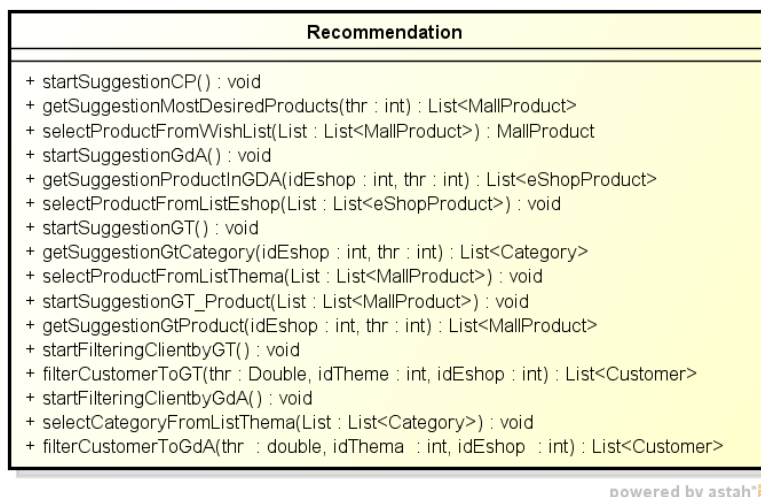 Recommendation
+ startSuggestionCP() : void
+ getSuggestionMostDesiredProducts(thr : int) : List<MallProduct>
+ selectProductFromWishList(List : List<MallProduct>) : MallProduct
+ startSuggestionGdA() : void
+ getSuggestionProductInGDA(idEshop : int, thr : int) : List<eShopProduct>
+ selectProductFromListEshop(List : List<eShopProduct>) : void
+ startSuggestionGT() : void
+ getSuggestionGtCategory(idEshop : int, thr : int) : List<Category>
+ selectProductFromListThema(List : List<MallProduct>) : void
+ startSuggestionGT_Product(List : List<MallProduct>) : void
+ getSuggestionGtProduct(idEshop : int, thr : int) : List<MallProduct>
+ startFilteringClientbyGT() : void
+ filterCustomerToGT(thr : Double, idTheme : int, idEshop : int) : List<Customer>
+ startFilteringClientbyGdA() : void
+ selectCategoryFromListThema(List : List<Category>) : void
+ filterCustomerToGdA(thr : double, idThema : int, idEshop : int) : List<Customer>
powered by astah*